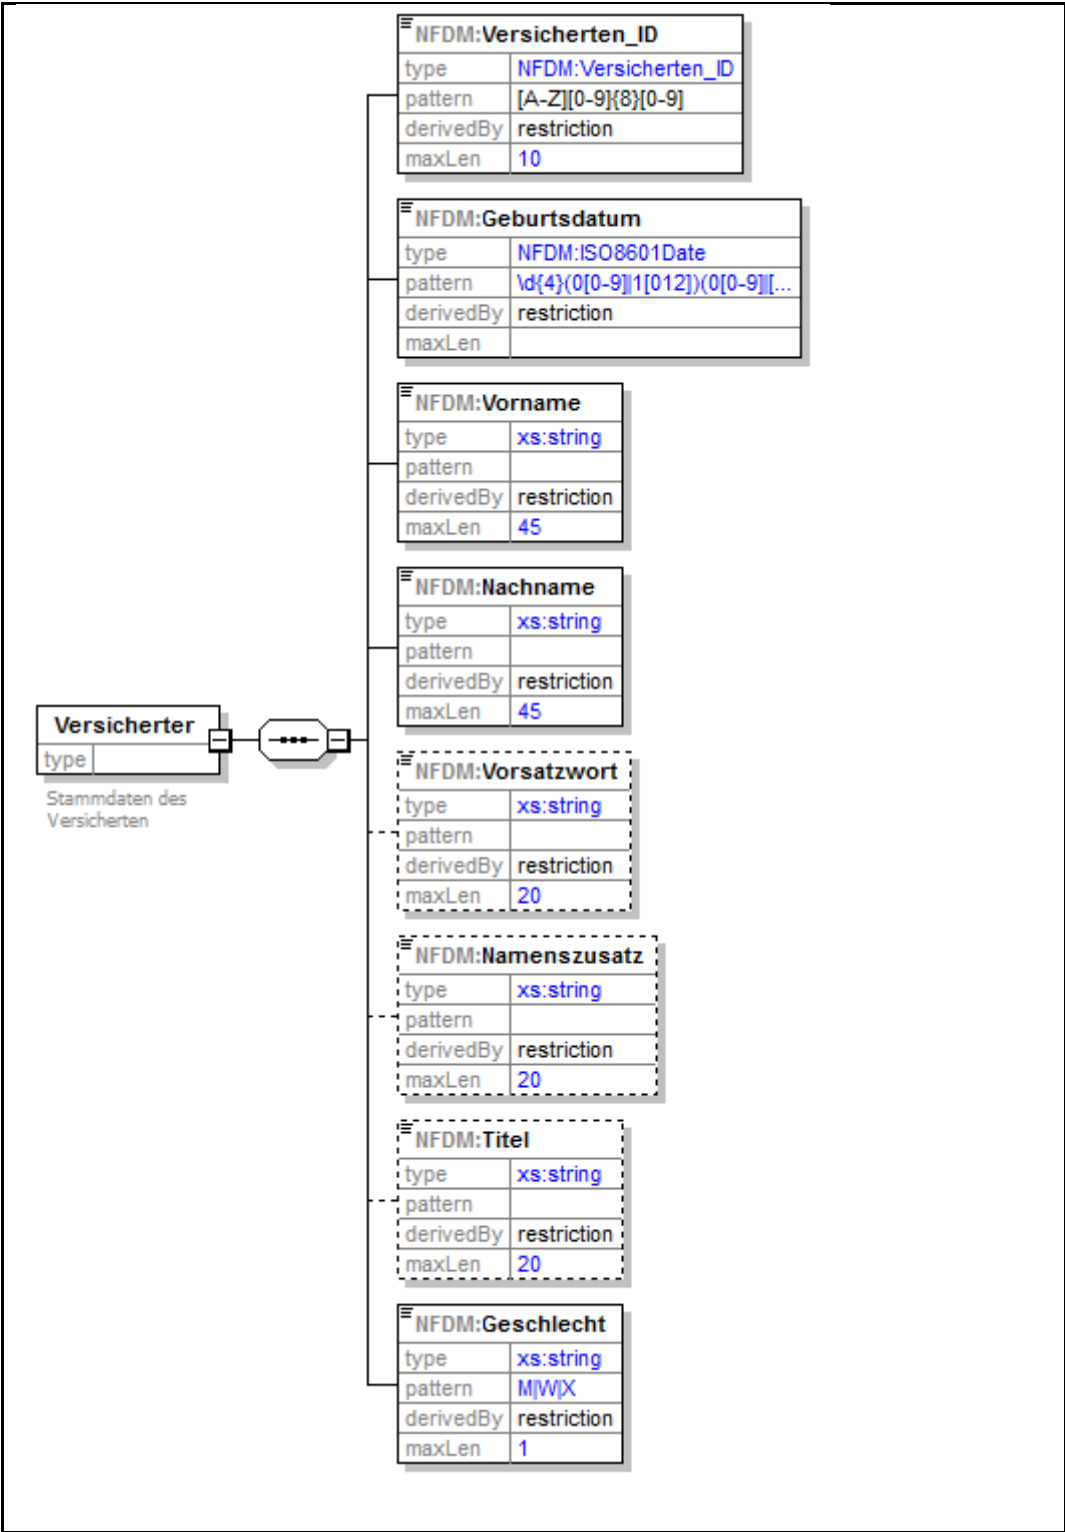 NFDM:Versicherten_ID
type NFDM:Versicherten_ID
pattern [A-Z][0-9]{8}[0-9]
derivedBy restriction
maxLen 10
NFDM:Geburtsdatum
type NFDM:ISO8601Date
pattern \d{4}(0[0-9]|1[012])(0[0-9]|[...
derivedBy restriction
maxLen
NFDM:Vorname
type xs:string
pattern
derivedBy restriction
maxLen 45
NFDM:Nachname
type xs:string
pattern
derivedBy restriction
maxLen 45
Versicherter
type
Stammdaten des
Versicherten
NFDM:Vorsatzwort
type xs:string
pattern
derivedBy restriction
maxLen 20
NFDM:Namenszusatz
type xs:string
pattern
derivedBy restriction
maxLen 20
NFDM:Titel
type xs:string
pattern
derivedBy restriction
maxLen 20
NFDM:Geschlecht
type xs:string
pattern M|W|X
derivedBy restriction
maxLen 1